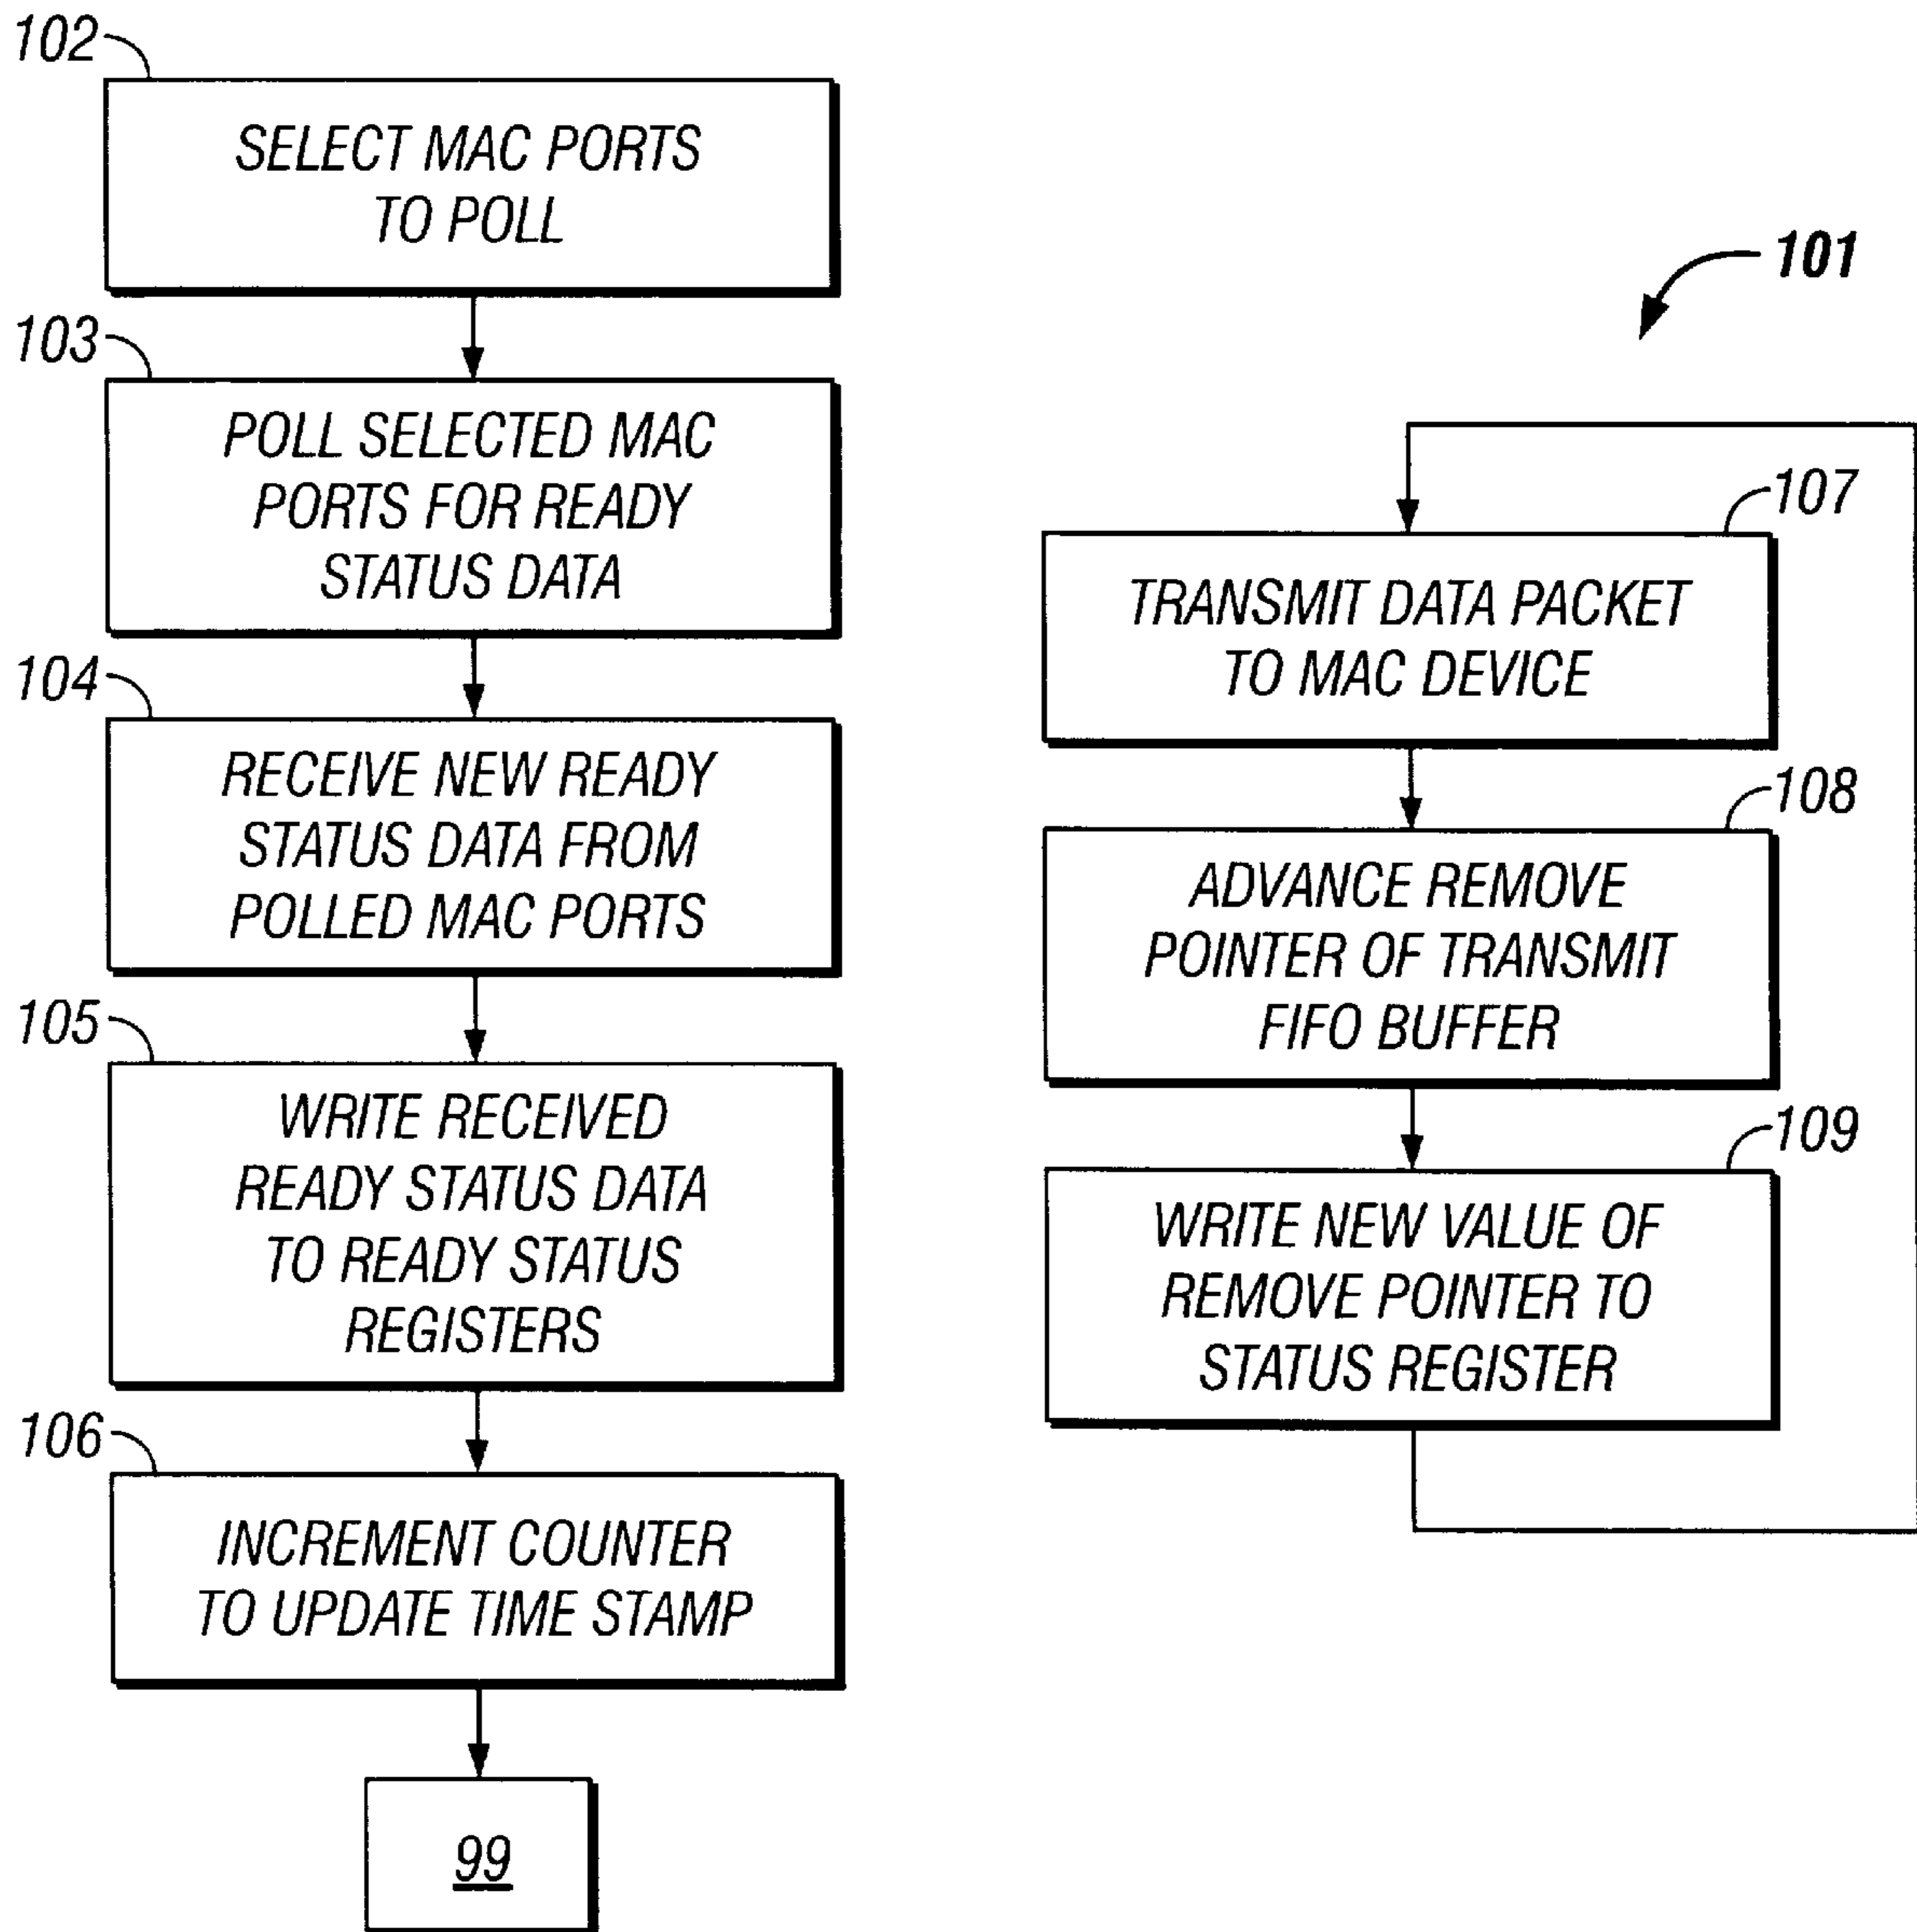 102
SELECT MAC PORTS
TO POLL
103
POLL SELECTED MAC
PORTS FOR READY
STATUS DATA
104
RECEIVE NEW READY
STATUS DATA FROM
POLLED MAC PORTS
105
WRITE RECEIVED
READY STATUS DATA
TO READY STATUS
REGISTERS
106
INCREMENT COUNTER
TO UPDATE TIME STAMP
99
101
107
TRANSMIT DATA PACKET
TO MAC DEVICE
108
ADVANCE REMOVE
POINTER OF TRANSMIT
FIFO BUFFER
109
WRITE NEW VALUE OF
REMOVE POINTER TO
STATUS REGISTER